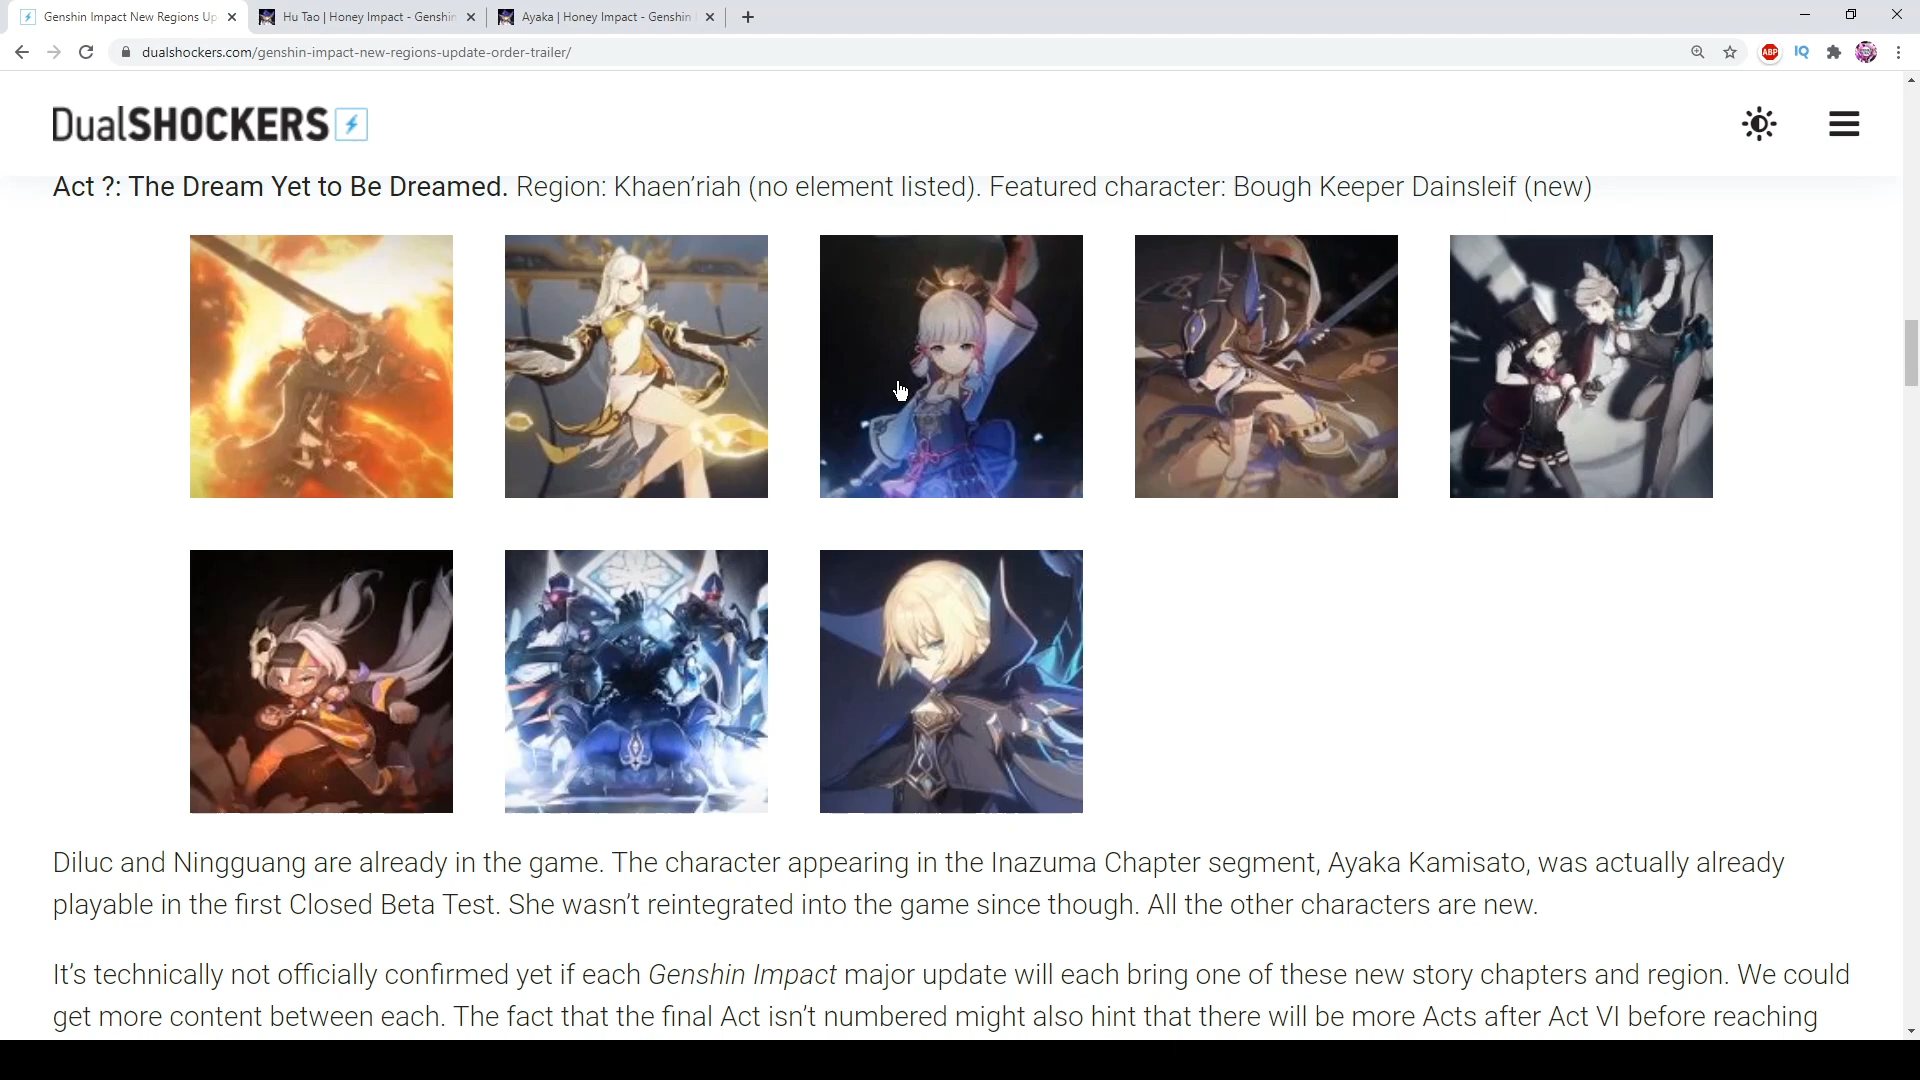 Genshin Impact New Regions Up
Hu Tao | Honey Impact - Genshin
Ayaka | Honey Impact - Genshin
dualshockers.com/genshin-impact-new-regions-update-order-trailer/
ABP
IQ
DualSHOCKERS
Act ?: The Dream Yet to Be Dreamed. Region: Khaen’riah (no element listed). Featured character: Bough Keeper Dainsleif (new)
Diluc and Ningguang are already in the game. The character appearing in the Inazuma Chapter segment, Ayaka Kamisato, was actually already
playable in the first Closed Beta Test. She wasn’t reintegrated into the game since though. All the other characters are new.
It’s technically not officially confirmed yet if each Genshin Impact major update will each bring one of these new story chapters and region. We could
get more content between each. The fact that the final Act isn’t numbered might also hint that there will be more Acts after Act VI before reaching